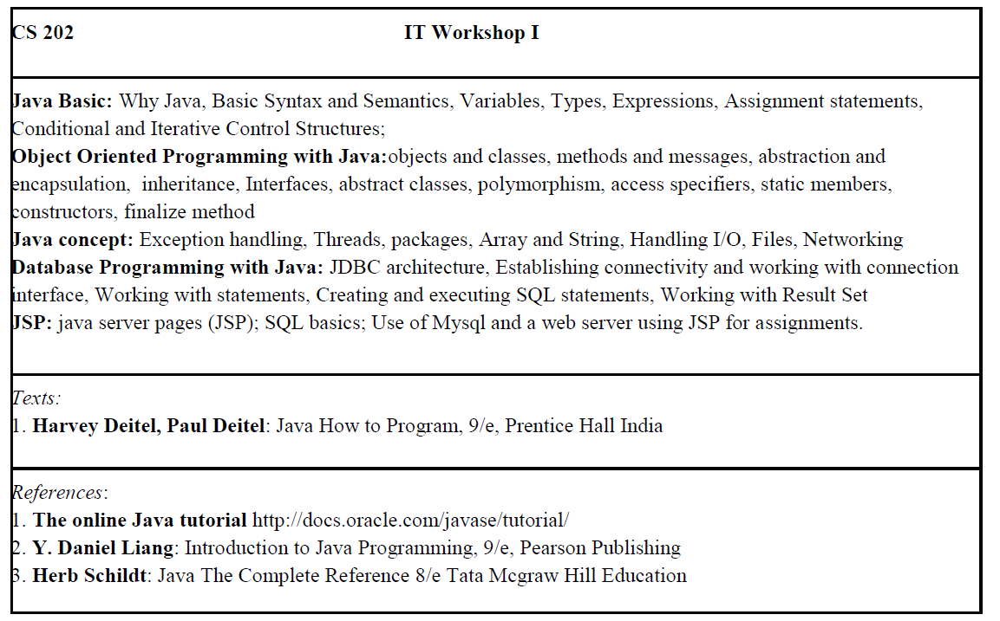 CS 202 IT Workshop I
Java Basic: Why Java, Basic Syntax and Semantics, Variables, Types, Expressions, Assignment statements,
Conditional and Iterative Control Structures;
Object Oriented Programming with Java:objects and classes, methods and messages, abstraction and
encapsulation, inheritance, Interfaces, abstract classes, polymorphism, access specifiers, static members,
constructors, finalize method
Java concept: Exception handling, Threads, packages, Array and String, Handling I/O, Files, Networking
Database Programming with Java: JDBC architecture, Establishing connectivity and working with connection
interface, Working with statements, Creating and executing SQL statements, Working with Result Set
JSP: java server pages (JSP); SQL basics; Use of Mysql and a web server using JSP for assignments.
Texts:
1. Harvey Deitel, Paul Deitel: Java How to Program, 9/e, Prentice Hall India
References:
1. The online Java tutorial http://docs.oracle.com/javase/tutorial/
2. Y. Daniel Liang: Introduction to Java Programming, 9/e, Pearson Publishing
3. Herb Schildt: Java The Complete Reference 8/e Tata Mcgraw Hill Education